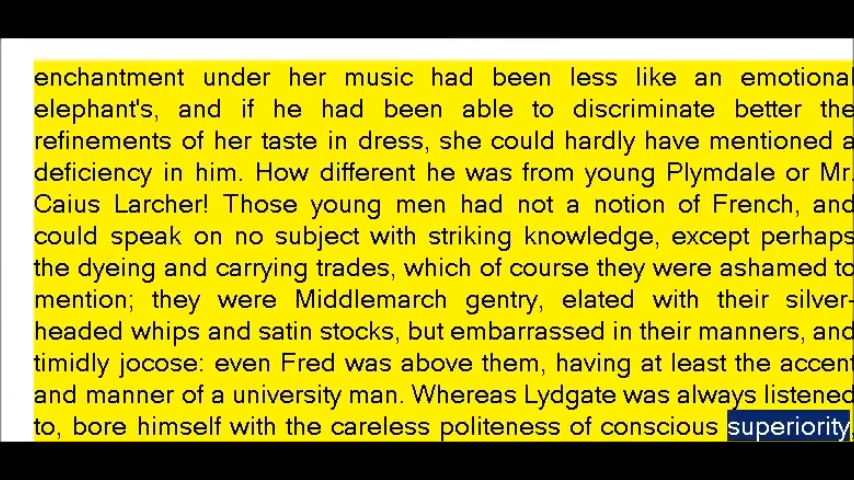 enchantment under her music had been less like an emotional
elephant's, and if he had been able to discriminate better the
refinements of her taste in dress, she could hardly have mentioned a
deficiency in him. How different he was from young Plymdale or Mr.
Caius Larcher! Those young men had not a notion of French, and
could speak on no subject with striking knowledge, except perhaps
the dyeing and carrying trades, which of course they were ashamed to
mention; they were Middlemarch gentry, elated with their silver-
headed whips and satin stocks, but embarrassed in their manners, and
timidly jocose: even Fred was above them, having at least the accent
and manner of a university man. Whereas Lydgate was always listened
to, bore himself with the careless politeness of conscious superiority,